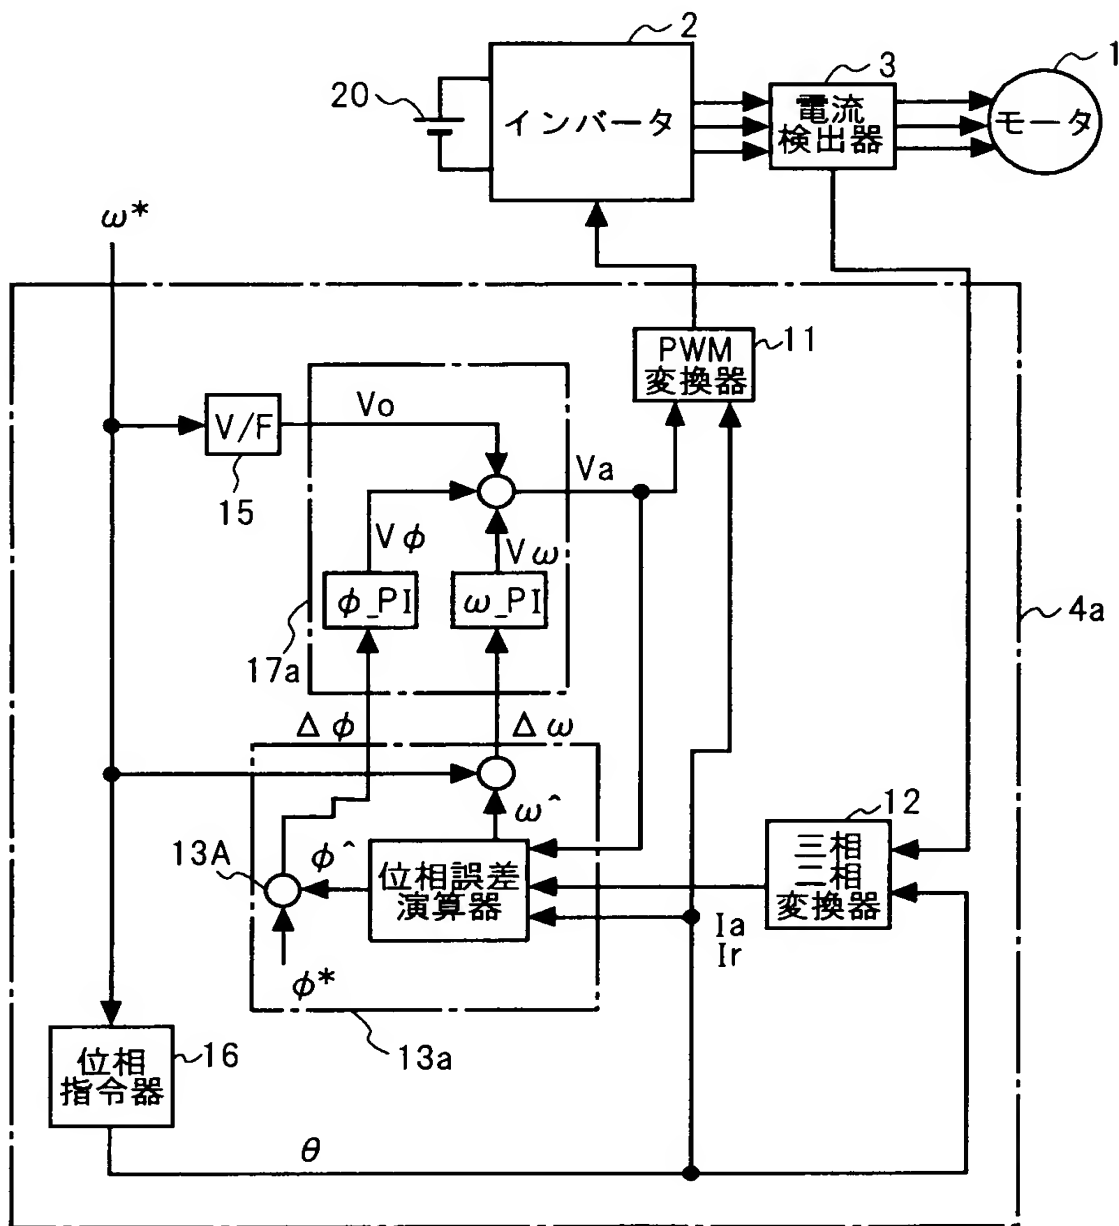 2
3
1
20
インバータ
電流
検出器
モータ
ω*
PWM
変換器
11
V/F
Vo
15
Va
Vφ
Vω
φ_PI
ω_PI
4a
17a
Δφ
Δω
12
ω^
13A
φ^
位相誤差
演算器
三相
二相
変換器
Ia
Ir
φ*
位相
指令器
16
13a
θ